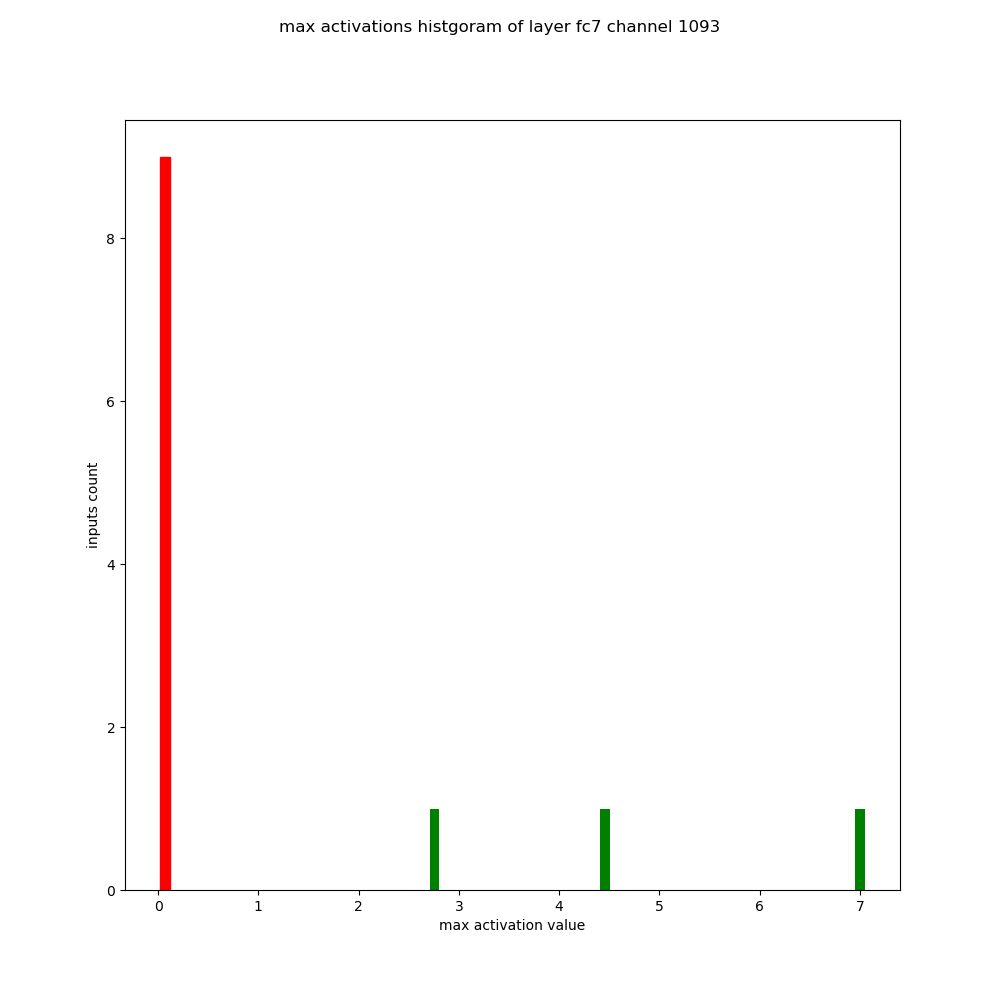 max activations histgoram of layer fc7 channel 1093
8
6
4
2
0
inputs count
0 1 2 3 4 5 6 7
max activation value